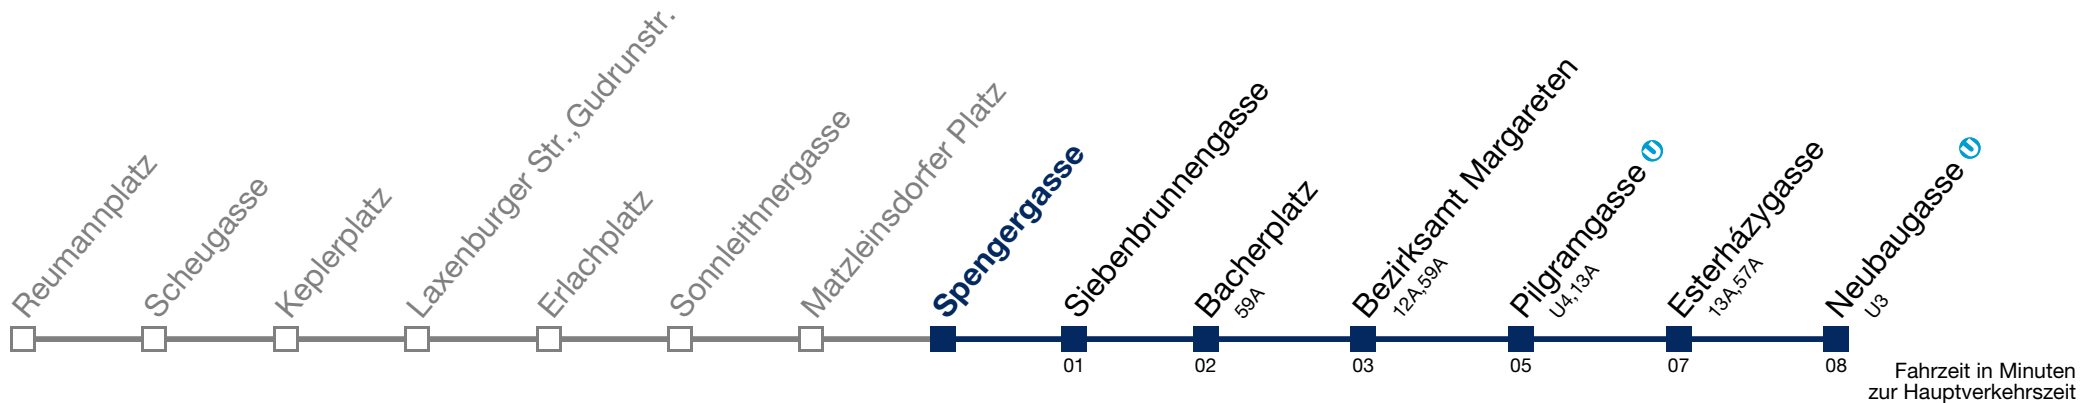 Reumannplatz
Scheugasse
Keplerplatz
Laxenburger Str.,Gudrunstr.
Erlachplatz
Sonnleithnergasse
Matzleinsdorfer Platz
Spengergasse
Siebenbrunnengasse
01
Bacherplatz
59A
02
Bezirksamt Margareten
12A,59A
03
Pilgramgasse U
U4,13A
05
Esterházygasse
13A,57A
07
Neubaugasse U
U3
08
Fahrzeit in Minuten
zur Hauptverkehrszeit